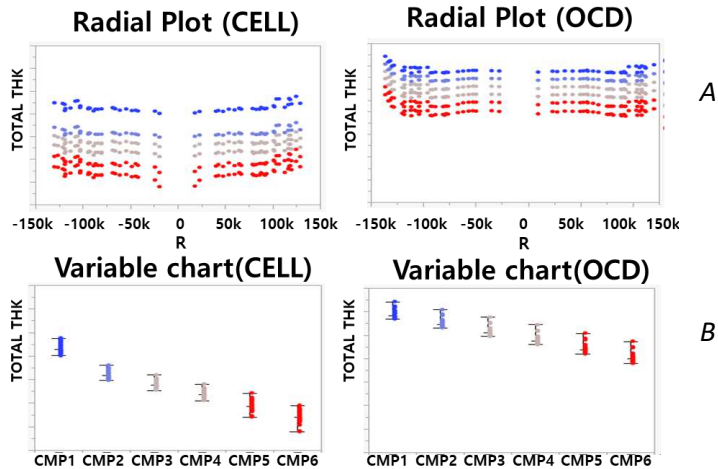 Radial Plot (CELL)
Radial Plot (OCD)
TOTAL THK
TOTAL THK
A
-150k -100k -50k 0 50k 100k 150k
R
-150k -100k -50k 0 50k 100k 150k
R
Variable chart(CELL)
Variable chart(OCD)
TOTAL THK
TOTAL THK
B
CMP1 CMP2 CMP3 CMP4 CMP5 CMP6
CMP1 CMP2 CMP3 CMP4 CMP5 CMP6